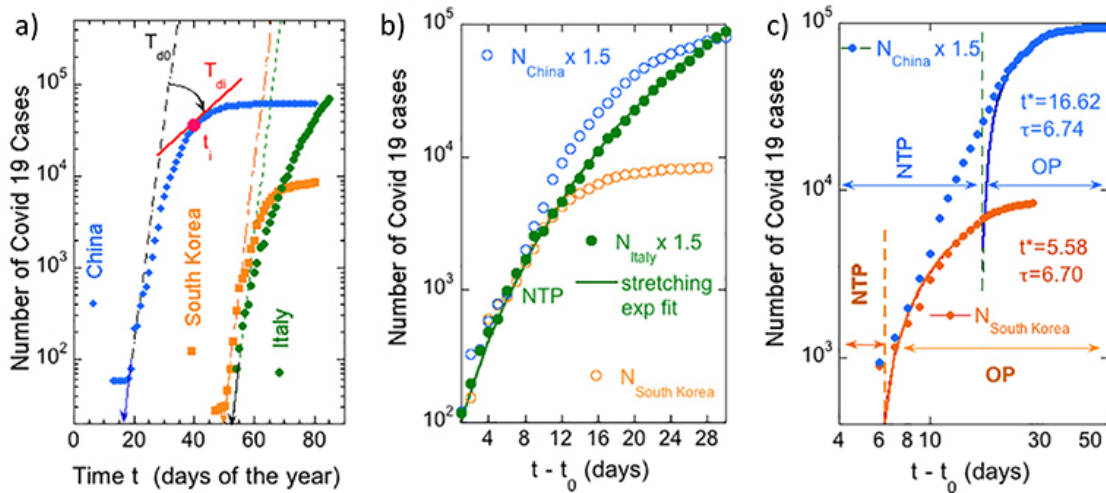 a)
Number of Covid 19 Cases
10^5
10^4
10^3
10^2
T_d0
T_di
t_i
China
South Korea
Italy
0 20 40 60 80
Time t (days of the year)
b)
Number of Covid 19 cases
10^5
10^4
10^3
10^2
N_China x 1.5
N_Italy x 1.5
NTP
stretching
exp fit
N_South Korea
4 8 12 16 20 24 28
t - t_0 (days)
c)
Number of Covid 19 cases
10^5
10^4
10^3
N_China x 1.5
t*=16.62
τ=6.74
NTP
OP
t*=5.58
τ=6.70
NTP
N_South Korea
OP
4 6 8 10 30 50
t - t_0 (days)